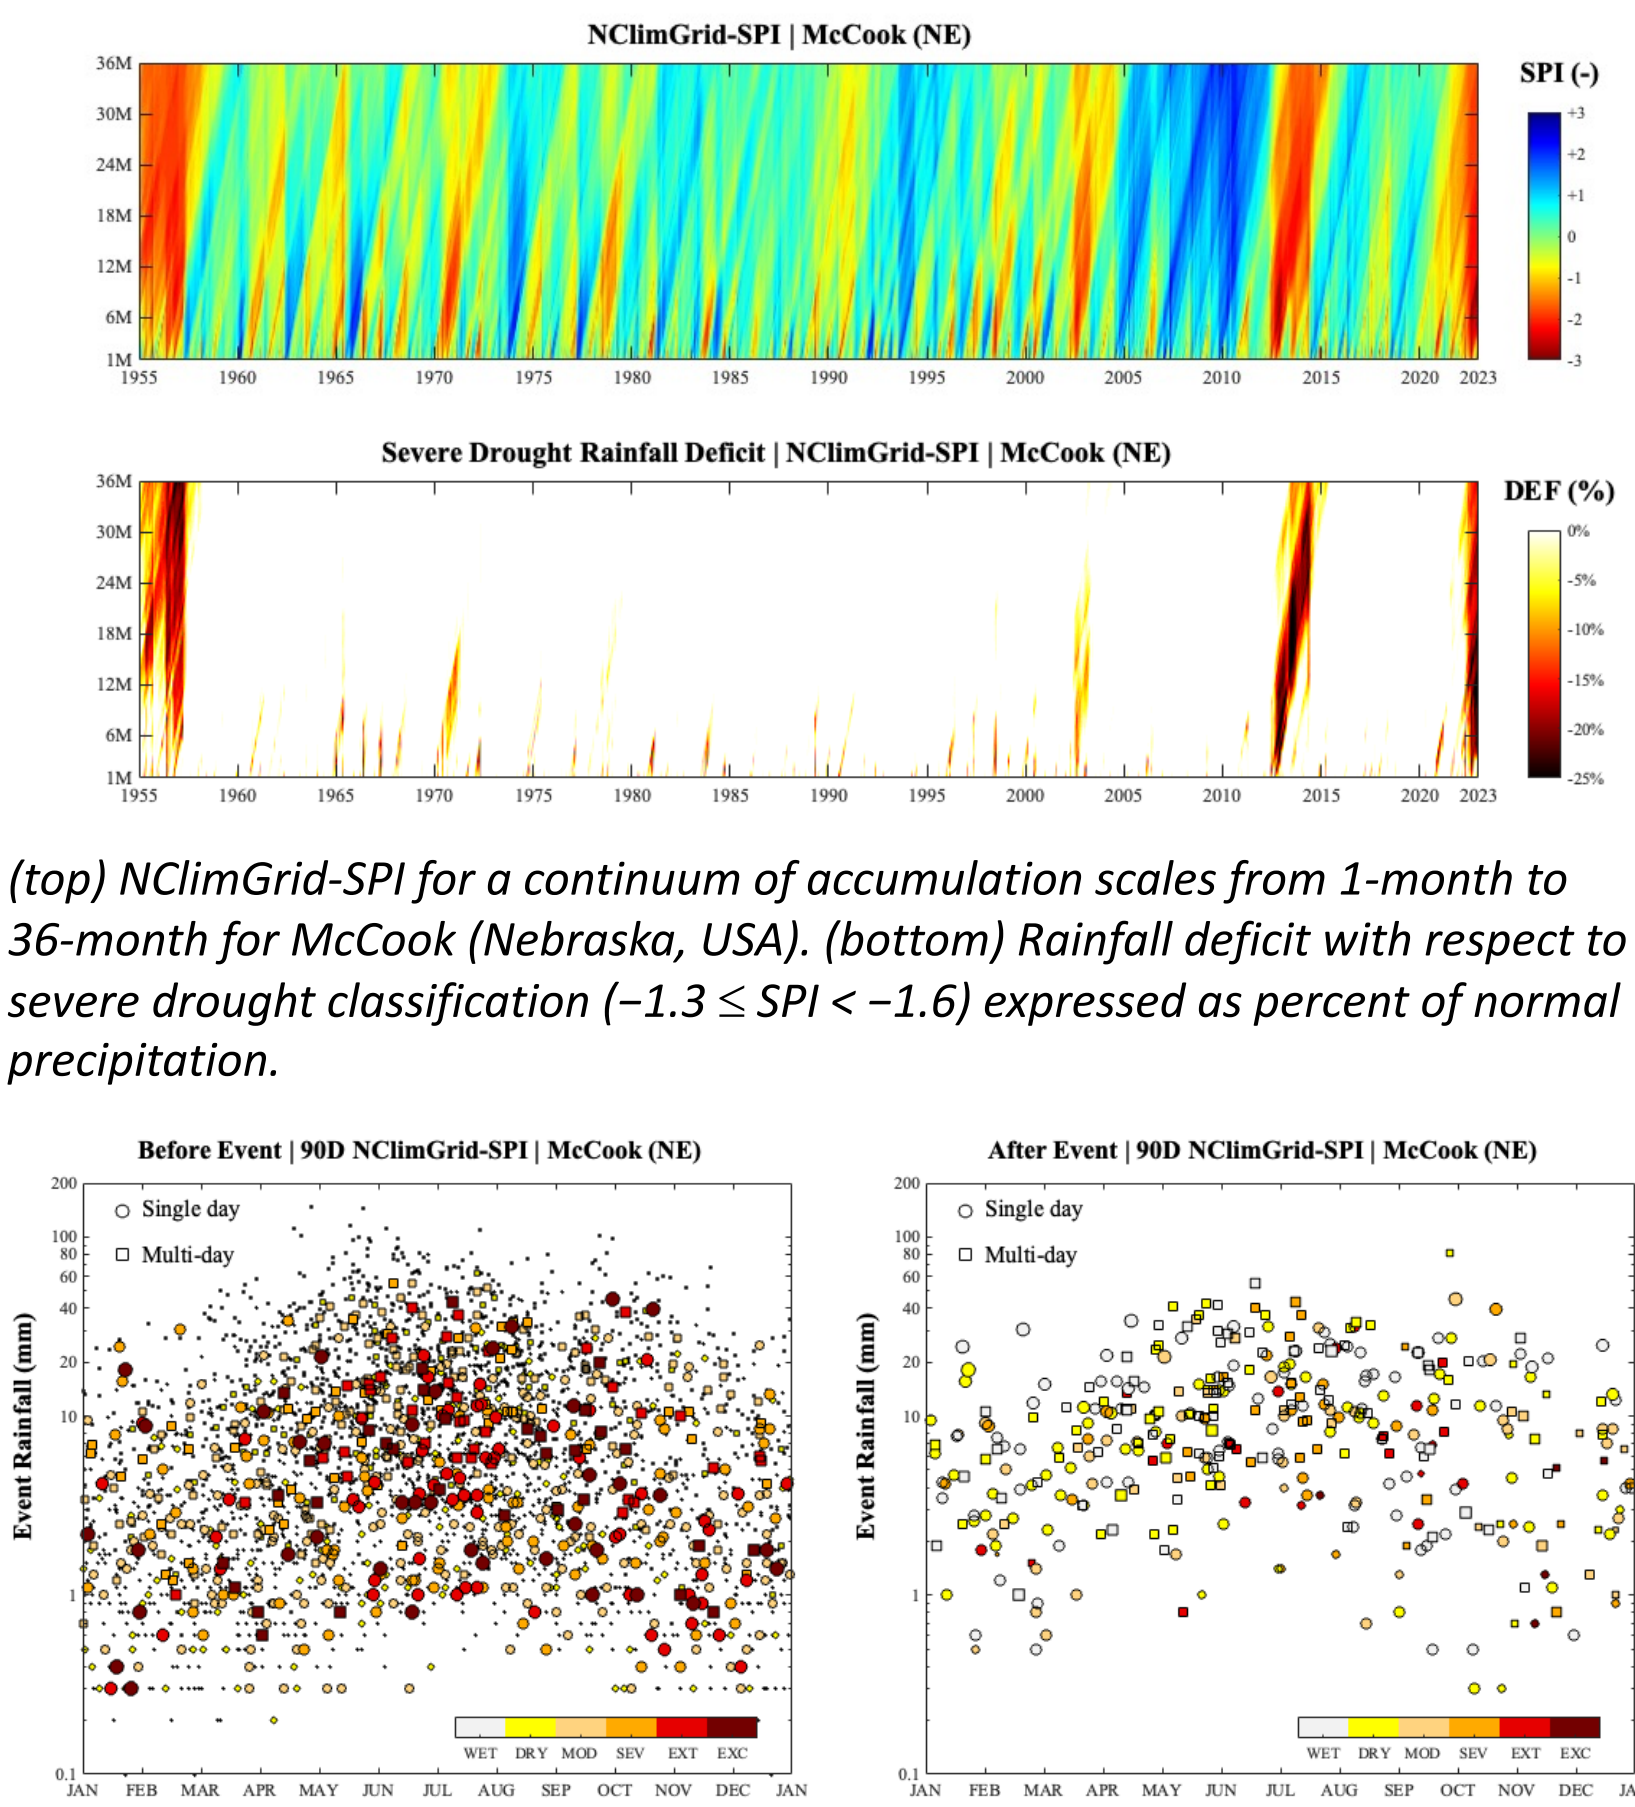 NClimGrid-SPI | McCook (NE)
36M
30M
24M
18M
12M
6M
1M
1955 1960 1965 1970 1975 1980 1985 1990 1995 2000 2005 2010 2015 2020 2023
SPI (-)
+3
+2
+1
0
-1
-2
-3
Severe Drought Rainfall Deficit | NClimGrid-SPI | McCook (NE)
36M
30M
24M
18M
12M
6M
1M
1955 1960 1965 1970 1975 1980 1985 1990 1995 2000 2005 2010 2015 2020 2023
DEF (%)
0%
-5%
-10%
-15%
-20%
-25%
(top) NClimGrid-SPI for a continuum of accumulation scales from 1-month to
36-month for McCook (Nebraska, USA). (bottom) Rainfall deficit with respect to
severe drought classification (−1.3 ≤ SPI < −1.6) expressed as percent of normal
precipitation.
Before Event | 90D NClimGrid-SPI | McCook (NE)
Event Rainfall (mm)
200
100
80
60
40
20
10
1
0.1
Single day
Multi-day
WET DRY MOD SEV EXT EXC
JAN FEB MAR APR MAY JUN JUL AUG SEP OCT NOV DEC JAN
After Event | 90D NClimGrid-SPI | McCook (NE)
Event Rainfall (mm)
200
100
80
60
40
20
10
1
0.1
Single day
Multi-day
WET DRY MOD SEV EXT EXC
JAN FEB MAR APR MAY JUN JUL AUG SEP OCT NOV DEC JA